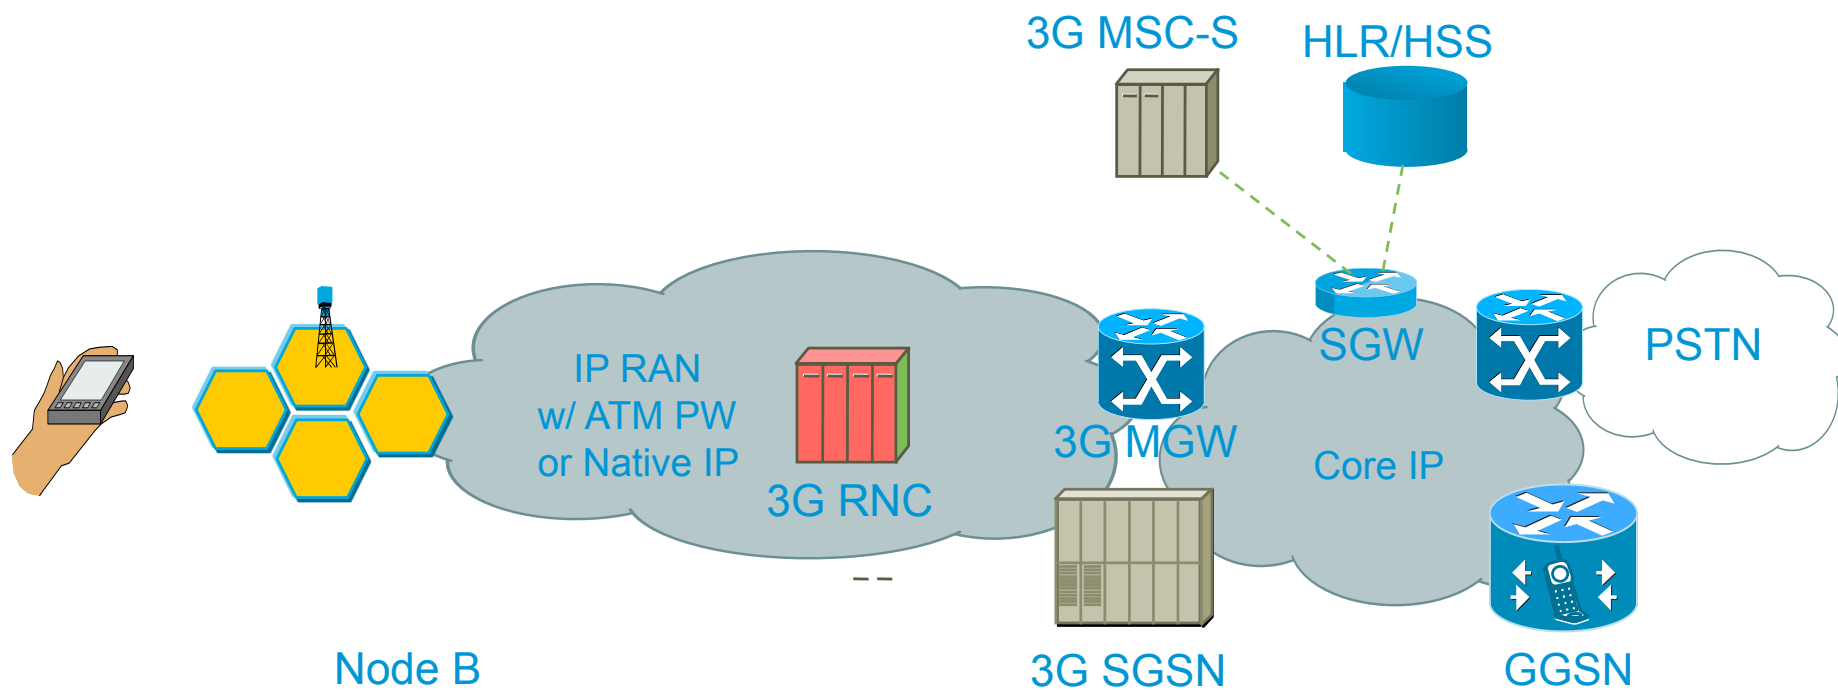 3G MSC-S
HLR/HSS
IP RAN
w/ ATM PW
or Native IP
3G RNC
3G MGW
SGW
PSTN
Core IP
Node B
3G SGSN
GGSN